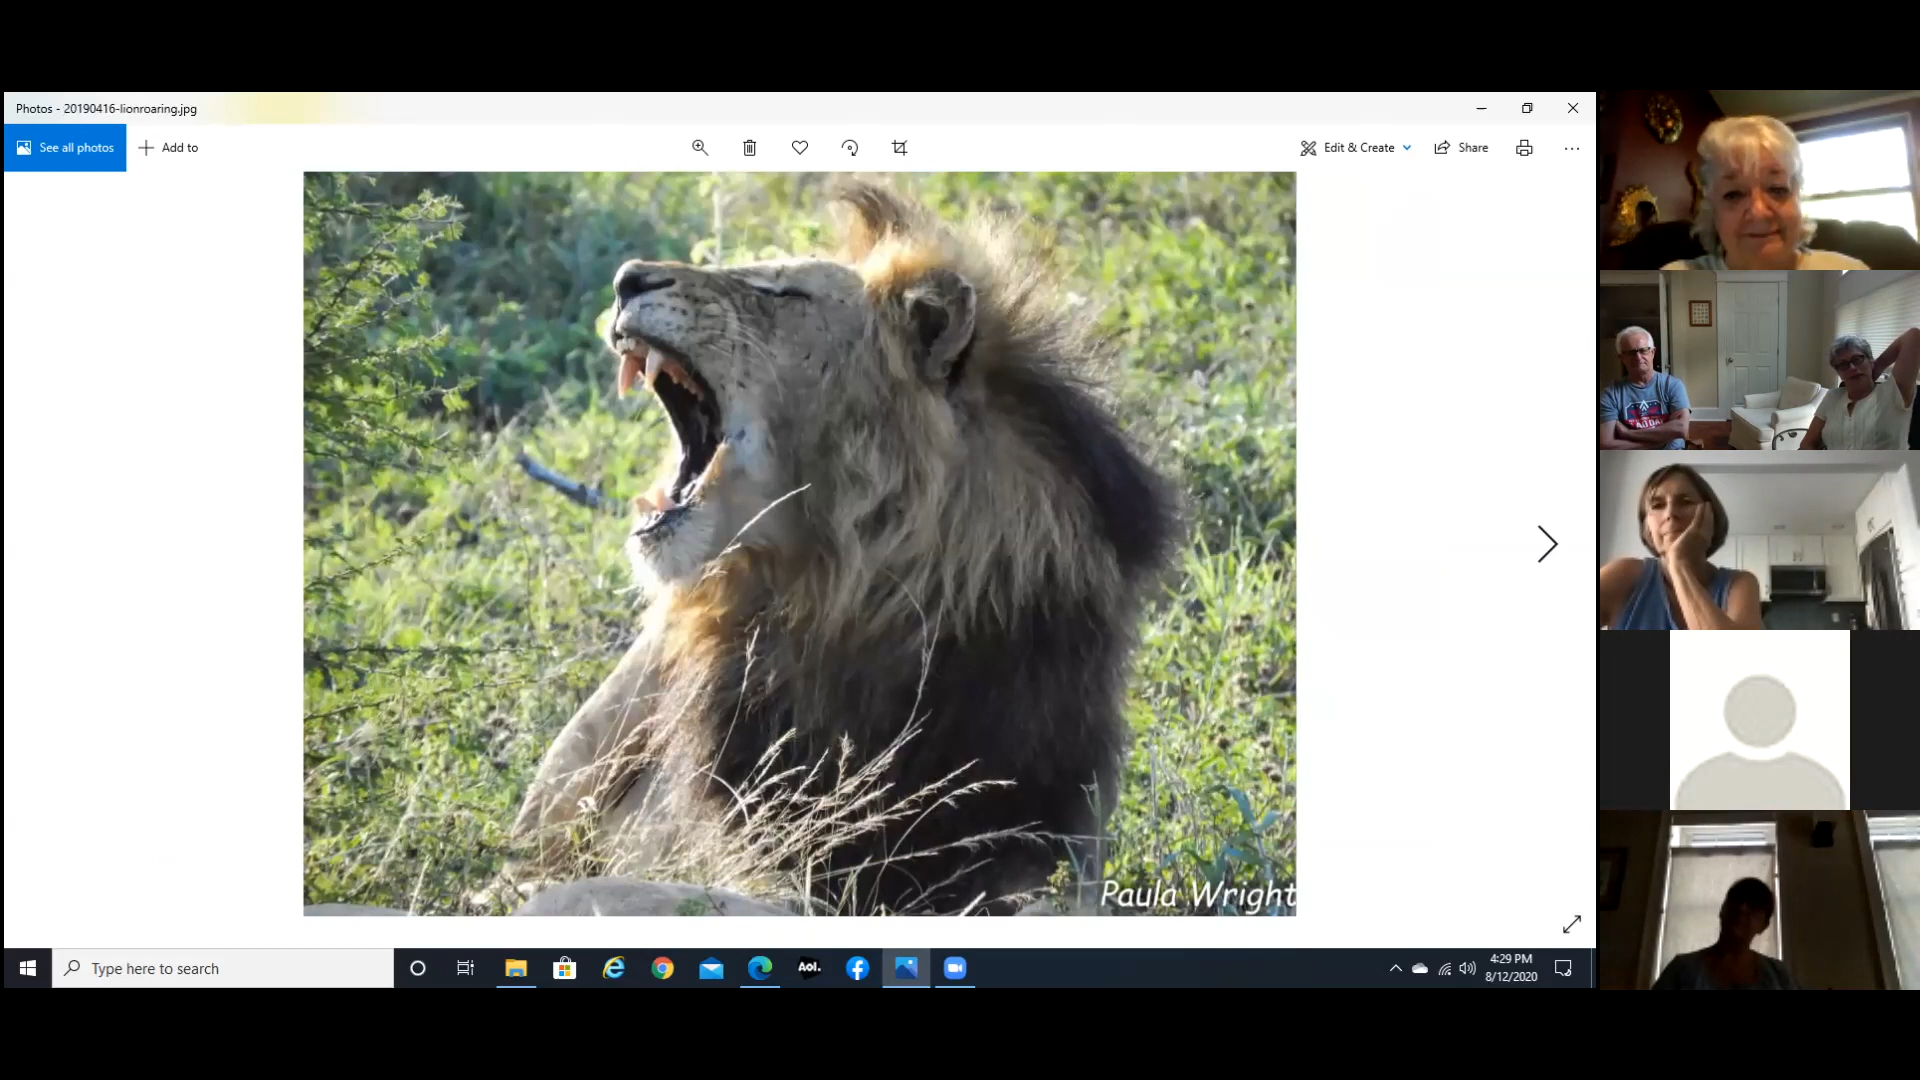 Photos - 20190416-lionroaring.jpg
See all photos
Add to
Edit & Create
Share
Paula Wright
Type here to search
Aol.
4:29 PM
8/12/2020